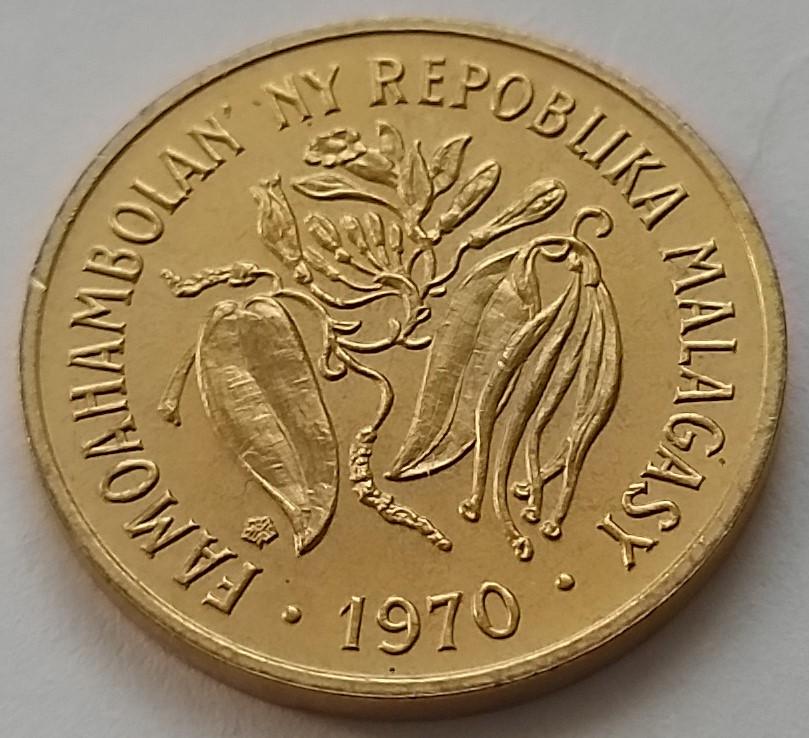 FAMOAHAMBOLAN' 'NY REPOBLIKA MALAGASY
• 1970 •